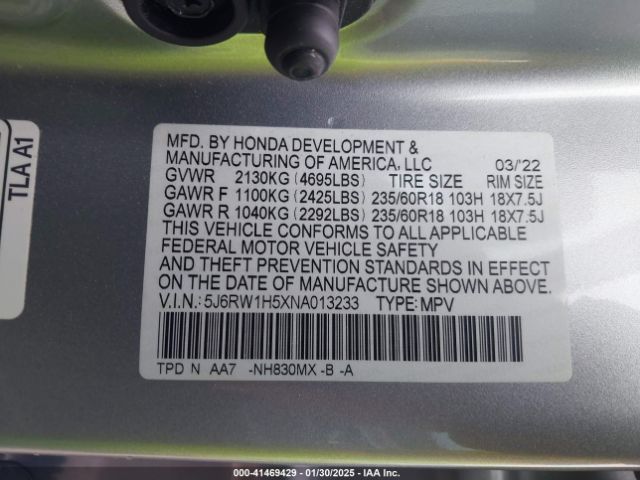 TLA A1
MFD. BY HONDA DEVELOPMENT &
MANUFACTURING OF AMERICA, LLC 03/'22
GVWR 2130KG (4695LBS) TIRE SIZE RIM SIZE
GAWR F 1100KG (2425LBS) 235/60R18 103H 18X7.5J
GAWR R 1040KG (2292LBS) 235/60R18 103H 18X7.5J
THIS VEHICLE CONFORMS TO ALL APPLICABLE
FEDERAL MOTOR VEHICLE SAFETY
AND THEFT PREVENTION STANDARDS IN EFFECT
ON THE DATE OF MANUFACTURE SHOWN ABOVE.
V.I.N.: 5J6RW1H5XNA013233 TYPE: MPV
TPD N AA7 -NH830MX -B -A
000-41469429 - 01/30/2025 - IAA Inc.